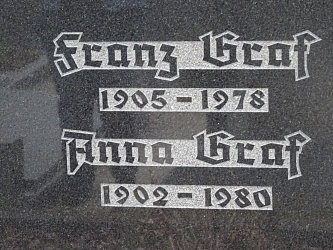 Franz Graf
1905 - 1978
Anna Graf
1902 - 1980